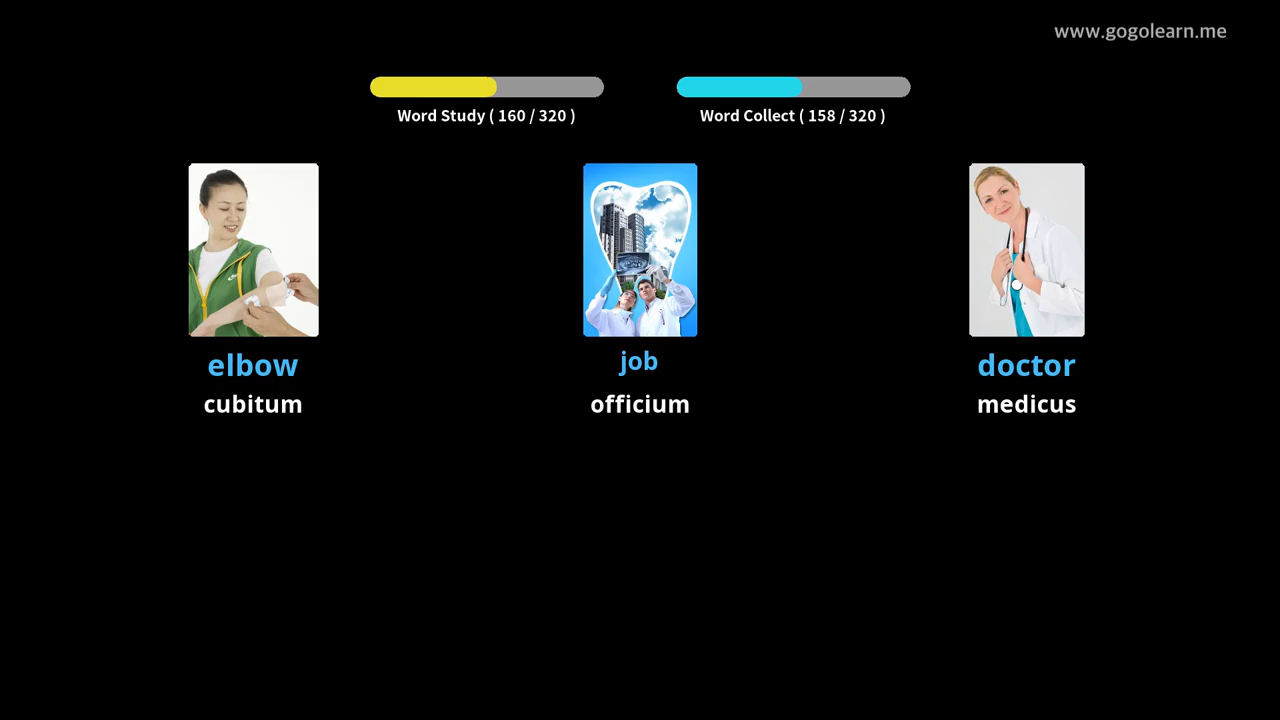 www.gogolearn.me
Word Study ( 160 / 320 )
Word Collect ( 158 / 320 )
elbow
job
doctor
cubitum
officium
medicus